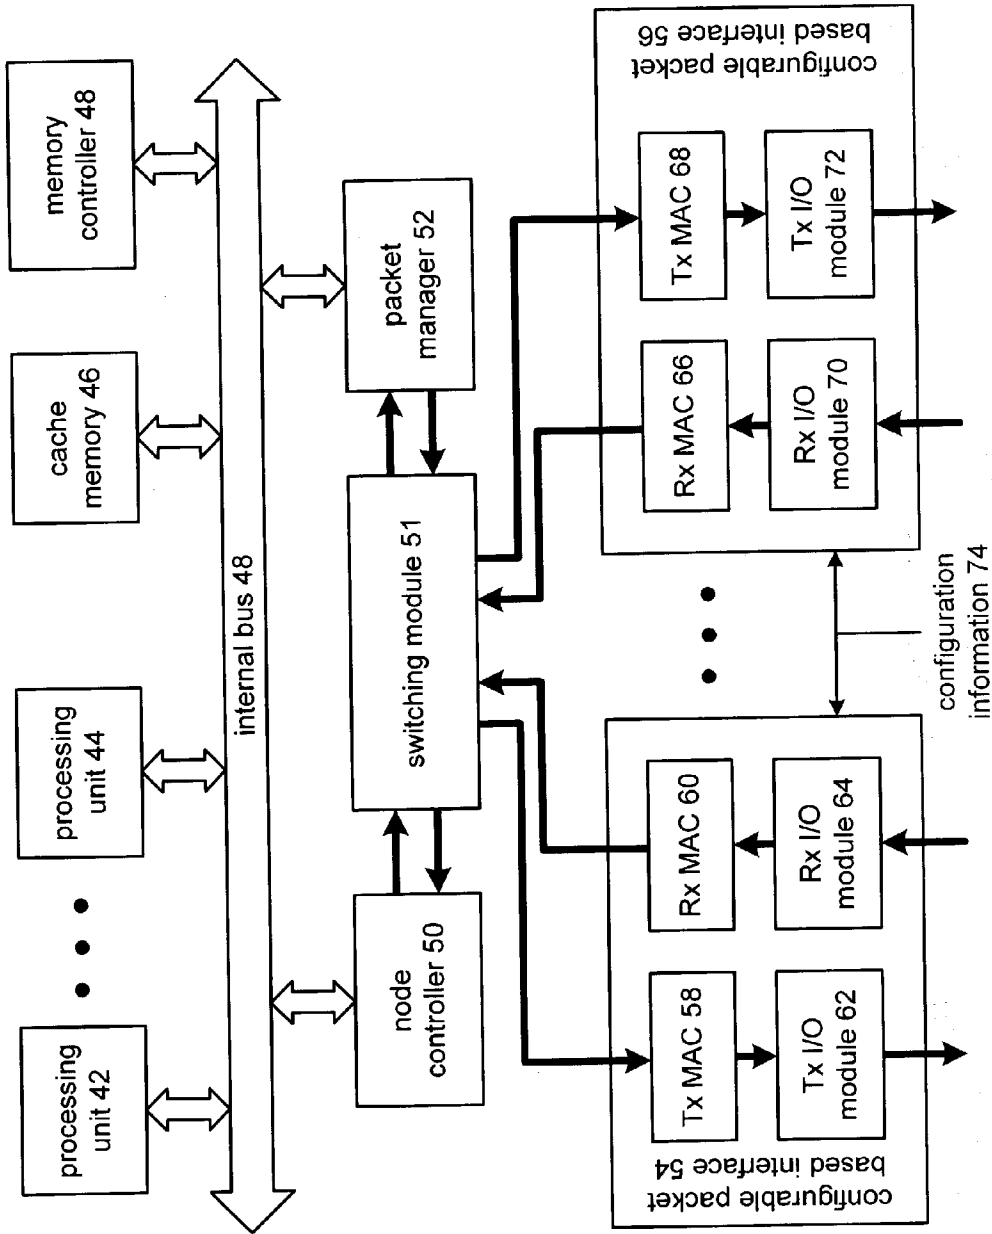 processing
unit 42
processing
unit 44
cache
memory 46
memory
controller 48
internal bus 48
node
controller 50
switching module 51
packet
manager 52
configurable packet
based interface 54
Tx MAC 58
Rx MAC 60
Tx I/O
module 62
Rx I/O
module 64
configuration
information 74
configurable packet
based interface 56
Rx MAC 66
Tx MAC 68
Rx I/O
module 70
Tx I/O
module 72